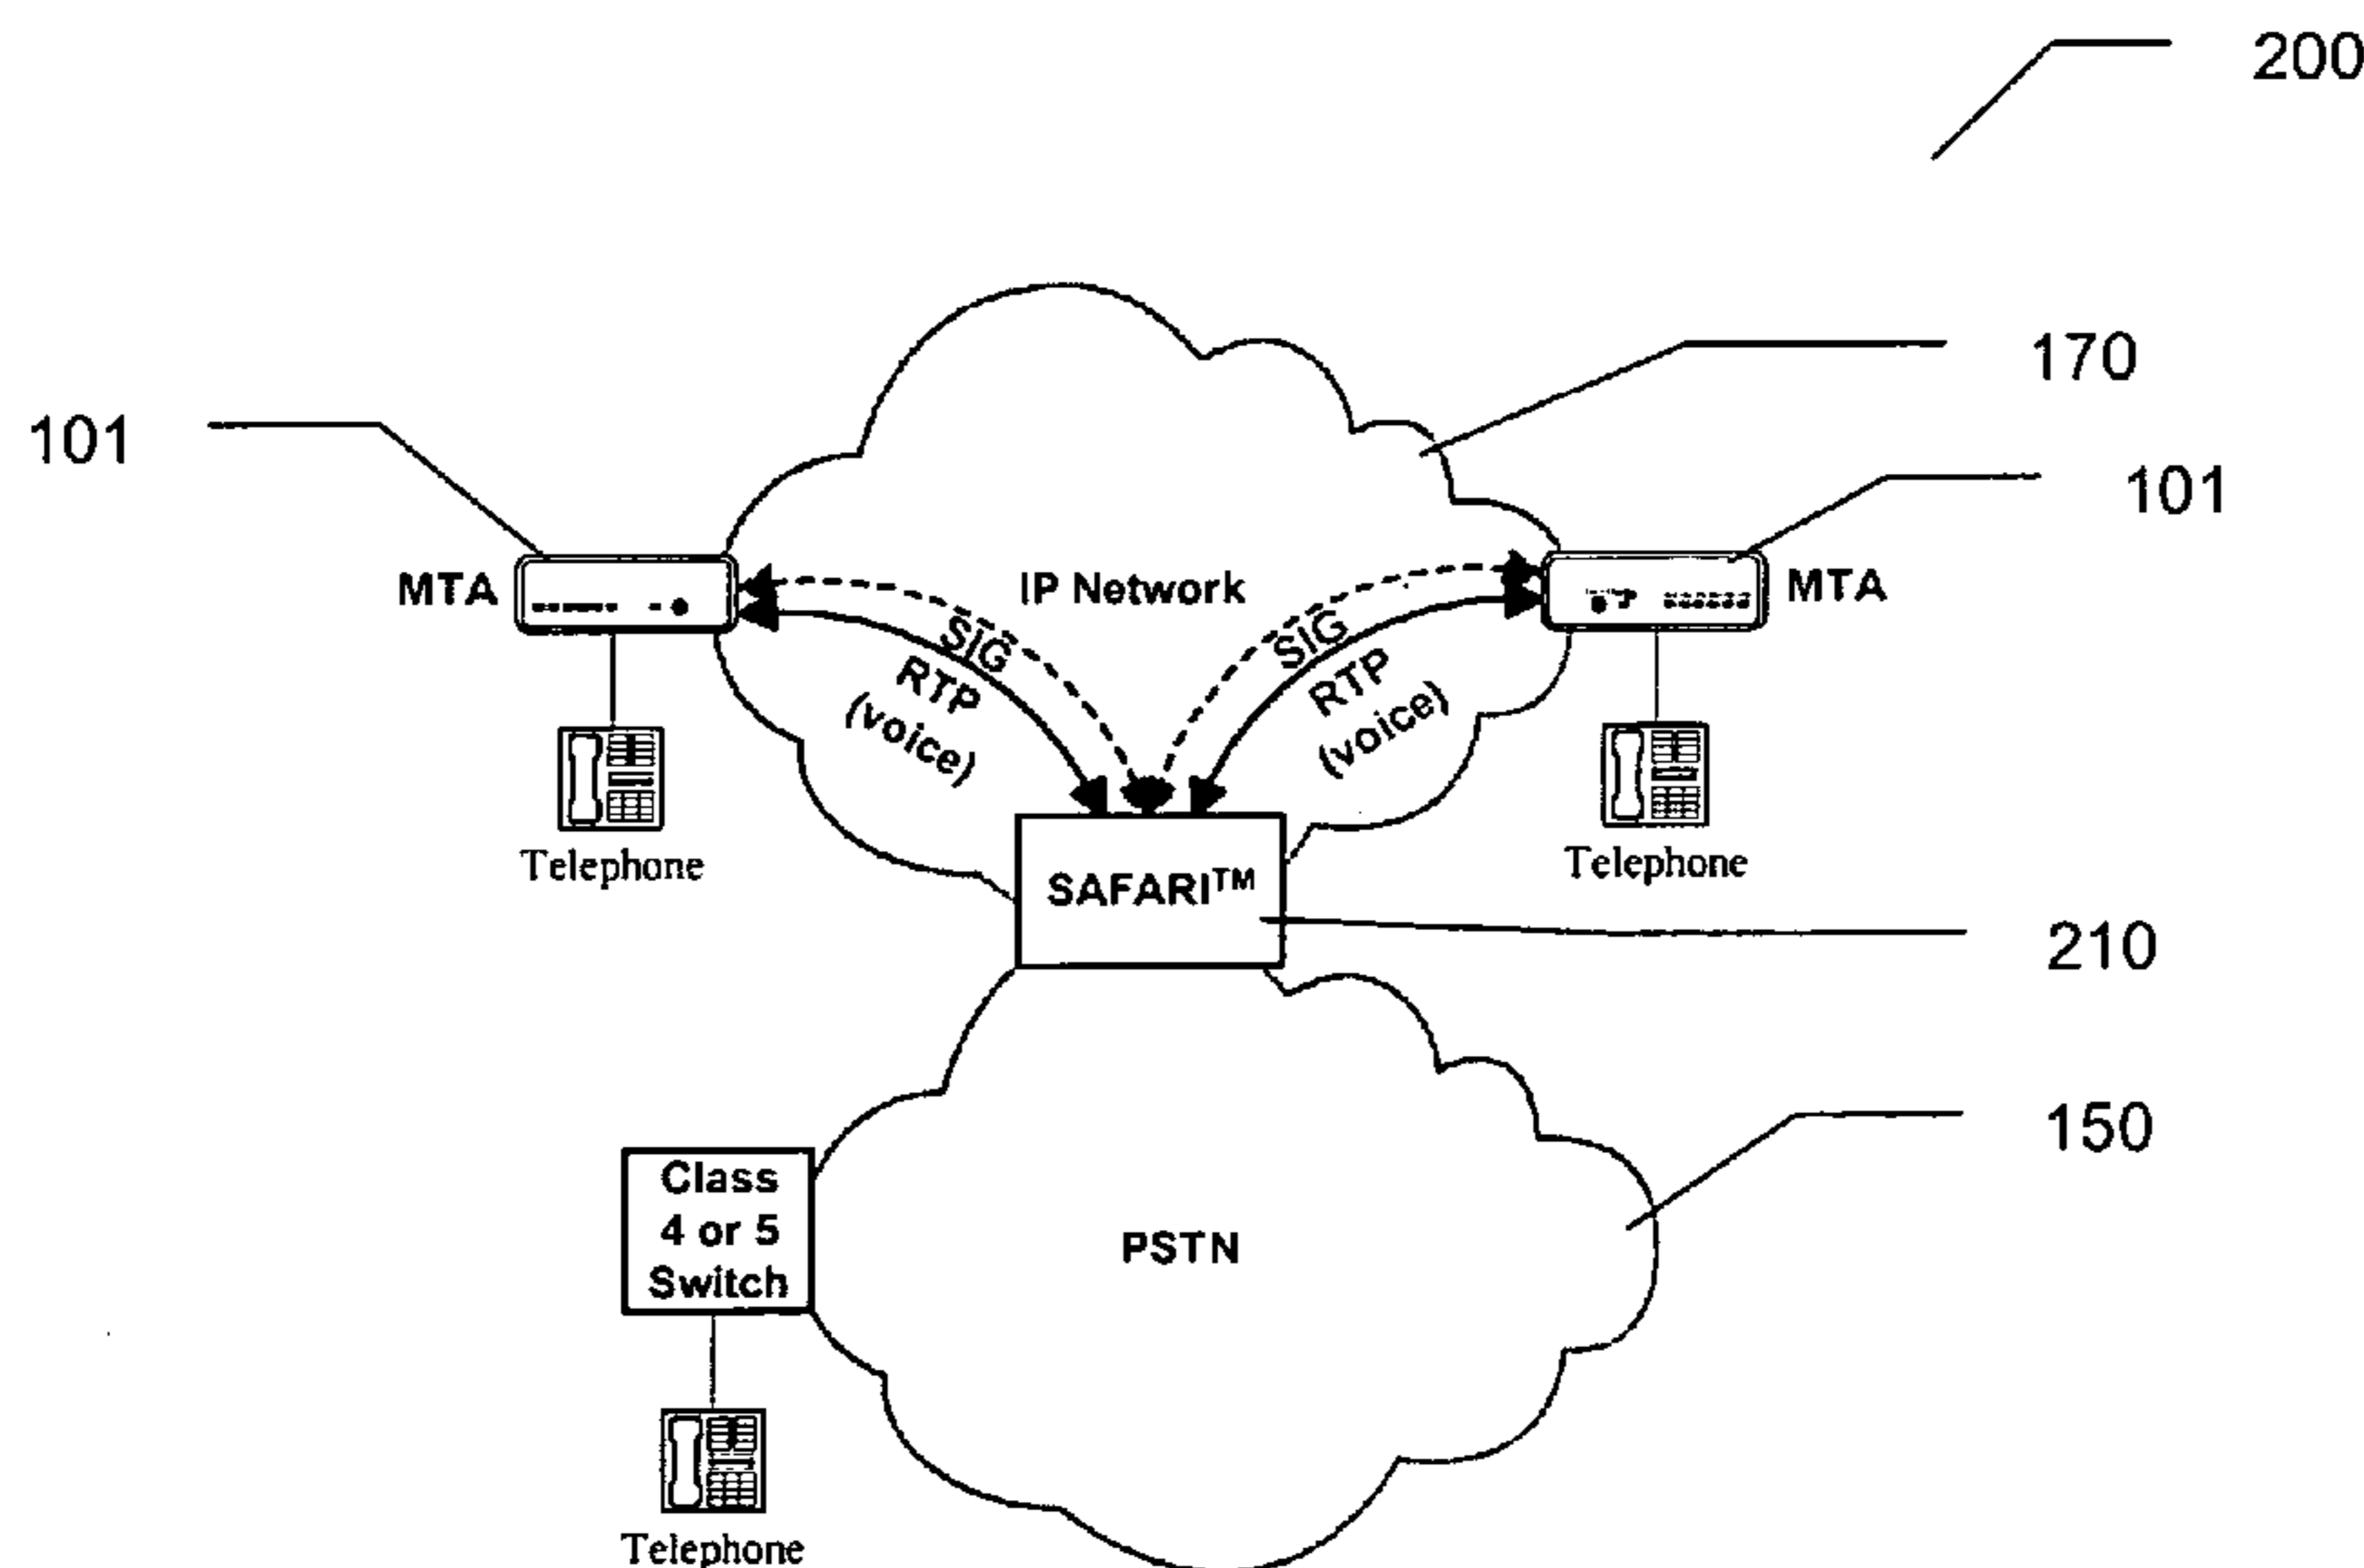 200
170
101
101
MTA
IP Network
MTA
SIG
SIG
RTP
(voice)
RTP
(voice)
Telephone
Telephone
SAFARI™
210
150
Class
4 or 5
Switch
PSTN
Telephone